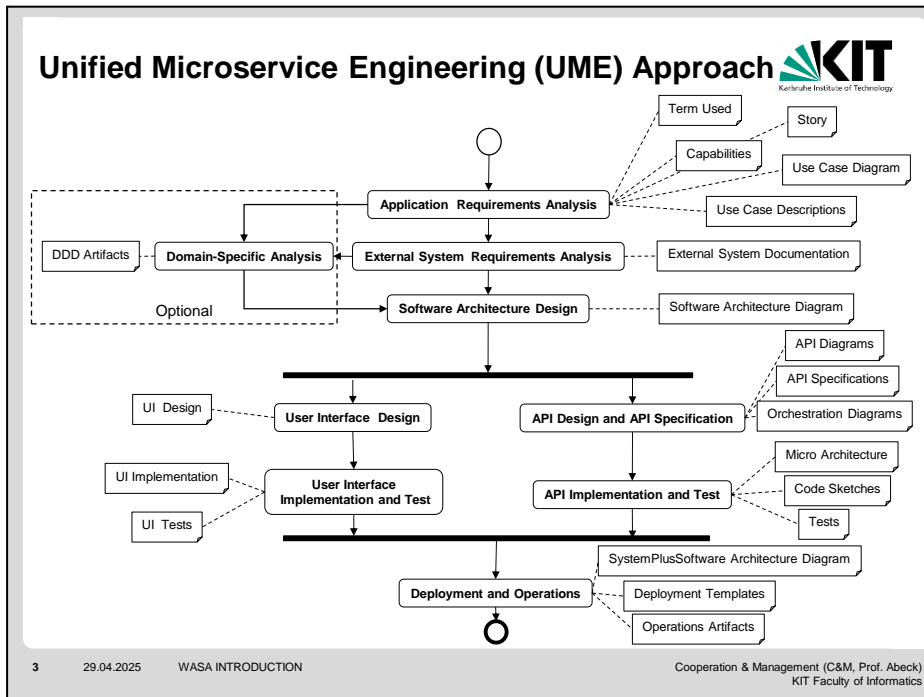 Unified Microservice Engineering (UME) Approach
KIT
Karlsruhe Institute of Technology
Term Used
Story
Capabilities
Use Case Diagram
Application Requirements Analysis
Use Case Descriptions
DDD Artifacts
Domain-Specific Analysis
External System Requirements Analysis
External System Documentation
Optional
Software Architecture Design
Software Architecture Diagram
API Diagrams
API Specifications
UI Design
User Interface Design
API Design and API Specification
Orchestration Diagrams
Micro Architecture
UI Implementation
User Interface
Implementation and Test
API Implementation and Test
Code Sketches
UI Tests
Tests
SystemPlusSoftware Architecture Diagram
Deployment and Operations
Deployment Templates
Operations Artifacts
3 29.04.2025 WASA INTRODUCTION Cooperation & Management (C&M, Prof. Abeck)
KIT Faculty of Informatics